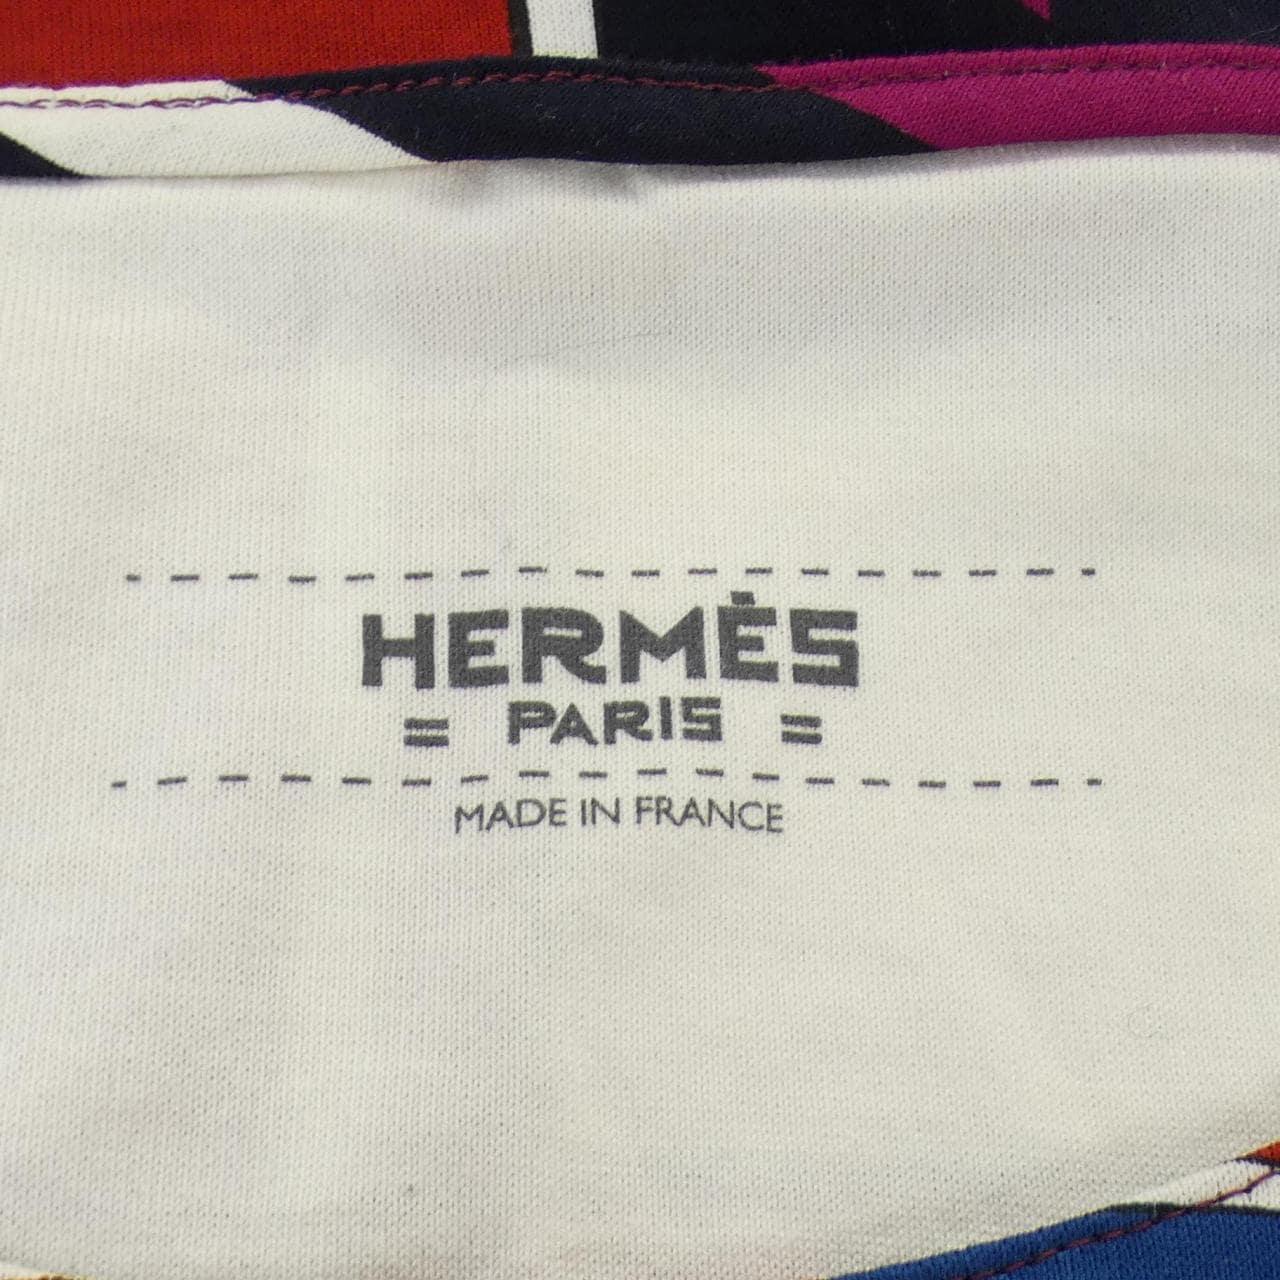 HERMÈS
= PARIS =
MADE IN FRANCE